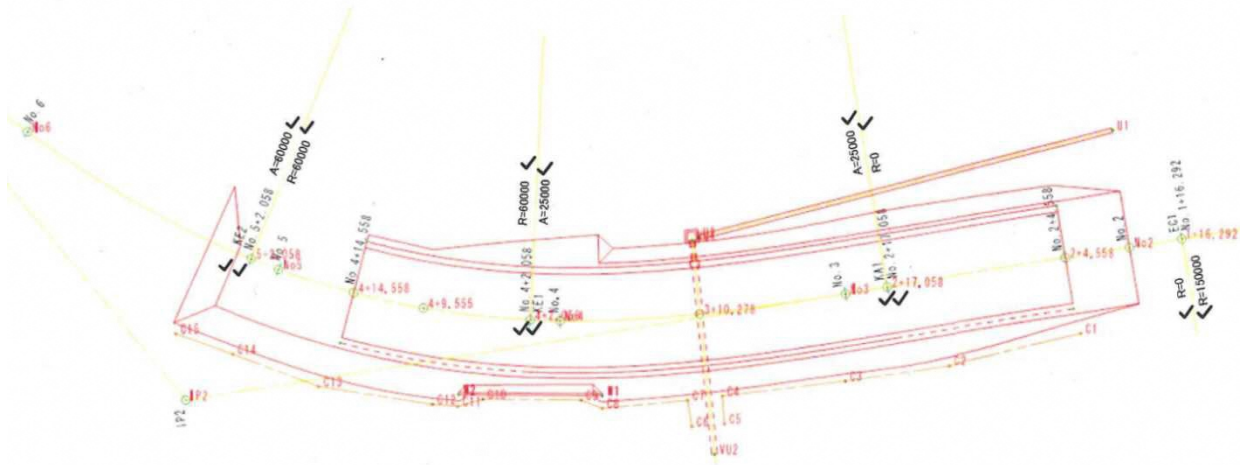 No.6
No6
A=60000
R=60000
KE2
No.5+2.058
No.5
No5
No.4+14.558
4+14.558
4+9.555
R=60000
A=25000
No.4+2.058
KE1
No.4
A=25000
R=0
U1
3+10.278
No.3
No3
KA1
No.2+17.058
2+17.058
No.2+4.558
2+4.558
No.2
No2
EC1
No.1+16.292
1+16.292
R=0
R=150000
C15
C14
C13
C12
C11
C10
C9
C8
C7
C6
C5
C4
C3
C2
C1
W2
W1
VU2
IP2
IP2